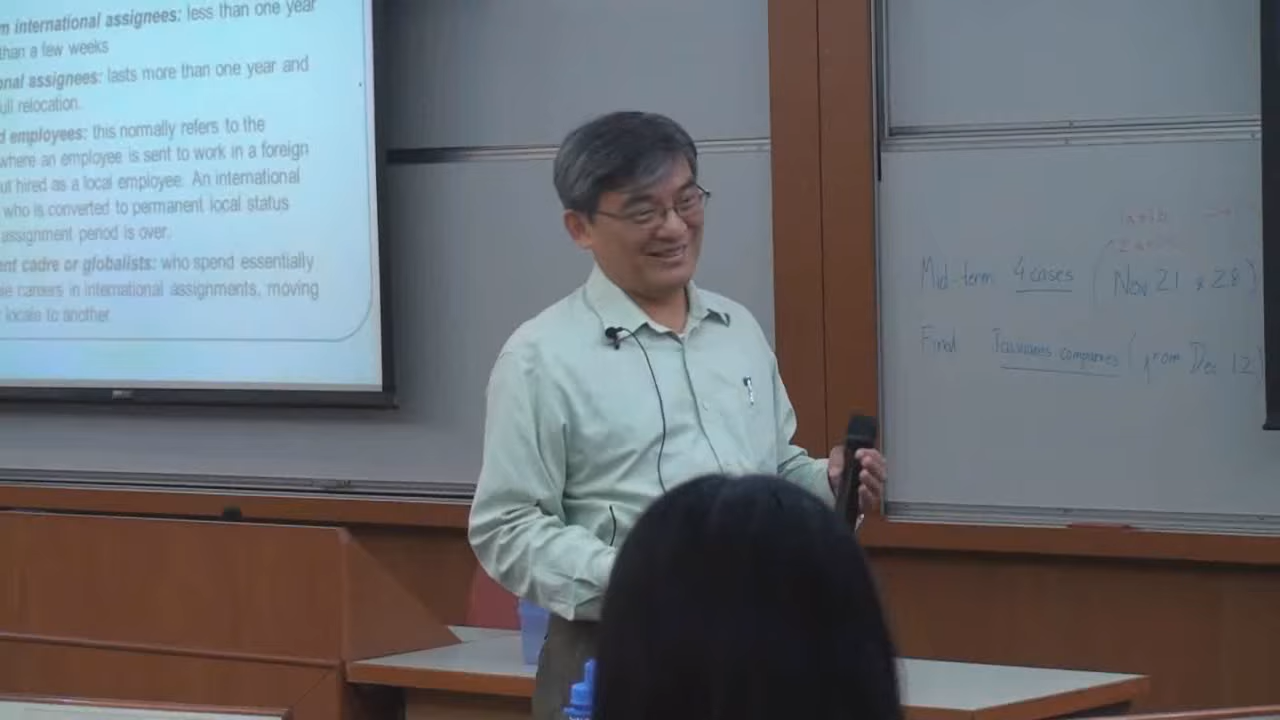 m international assignees: less than one year
than a few weeks
onal assignees: lasts more than one year and
ull relocation.
d employees: this normally refers to the
where an employee is sent to work in a foreign
ut hired as a local employee. An international
who is converted to permanent local status
assignment period is over.
ent cadre or globalists: who spend essentially
le careers in international assignments, moving
locale to another
Mid-term 4 cases (Nov 21 & 28)
Final companies (from Dec 12)